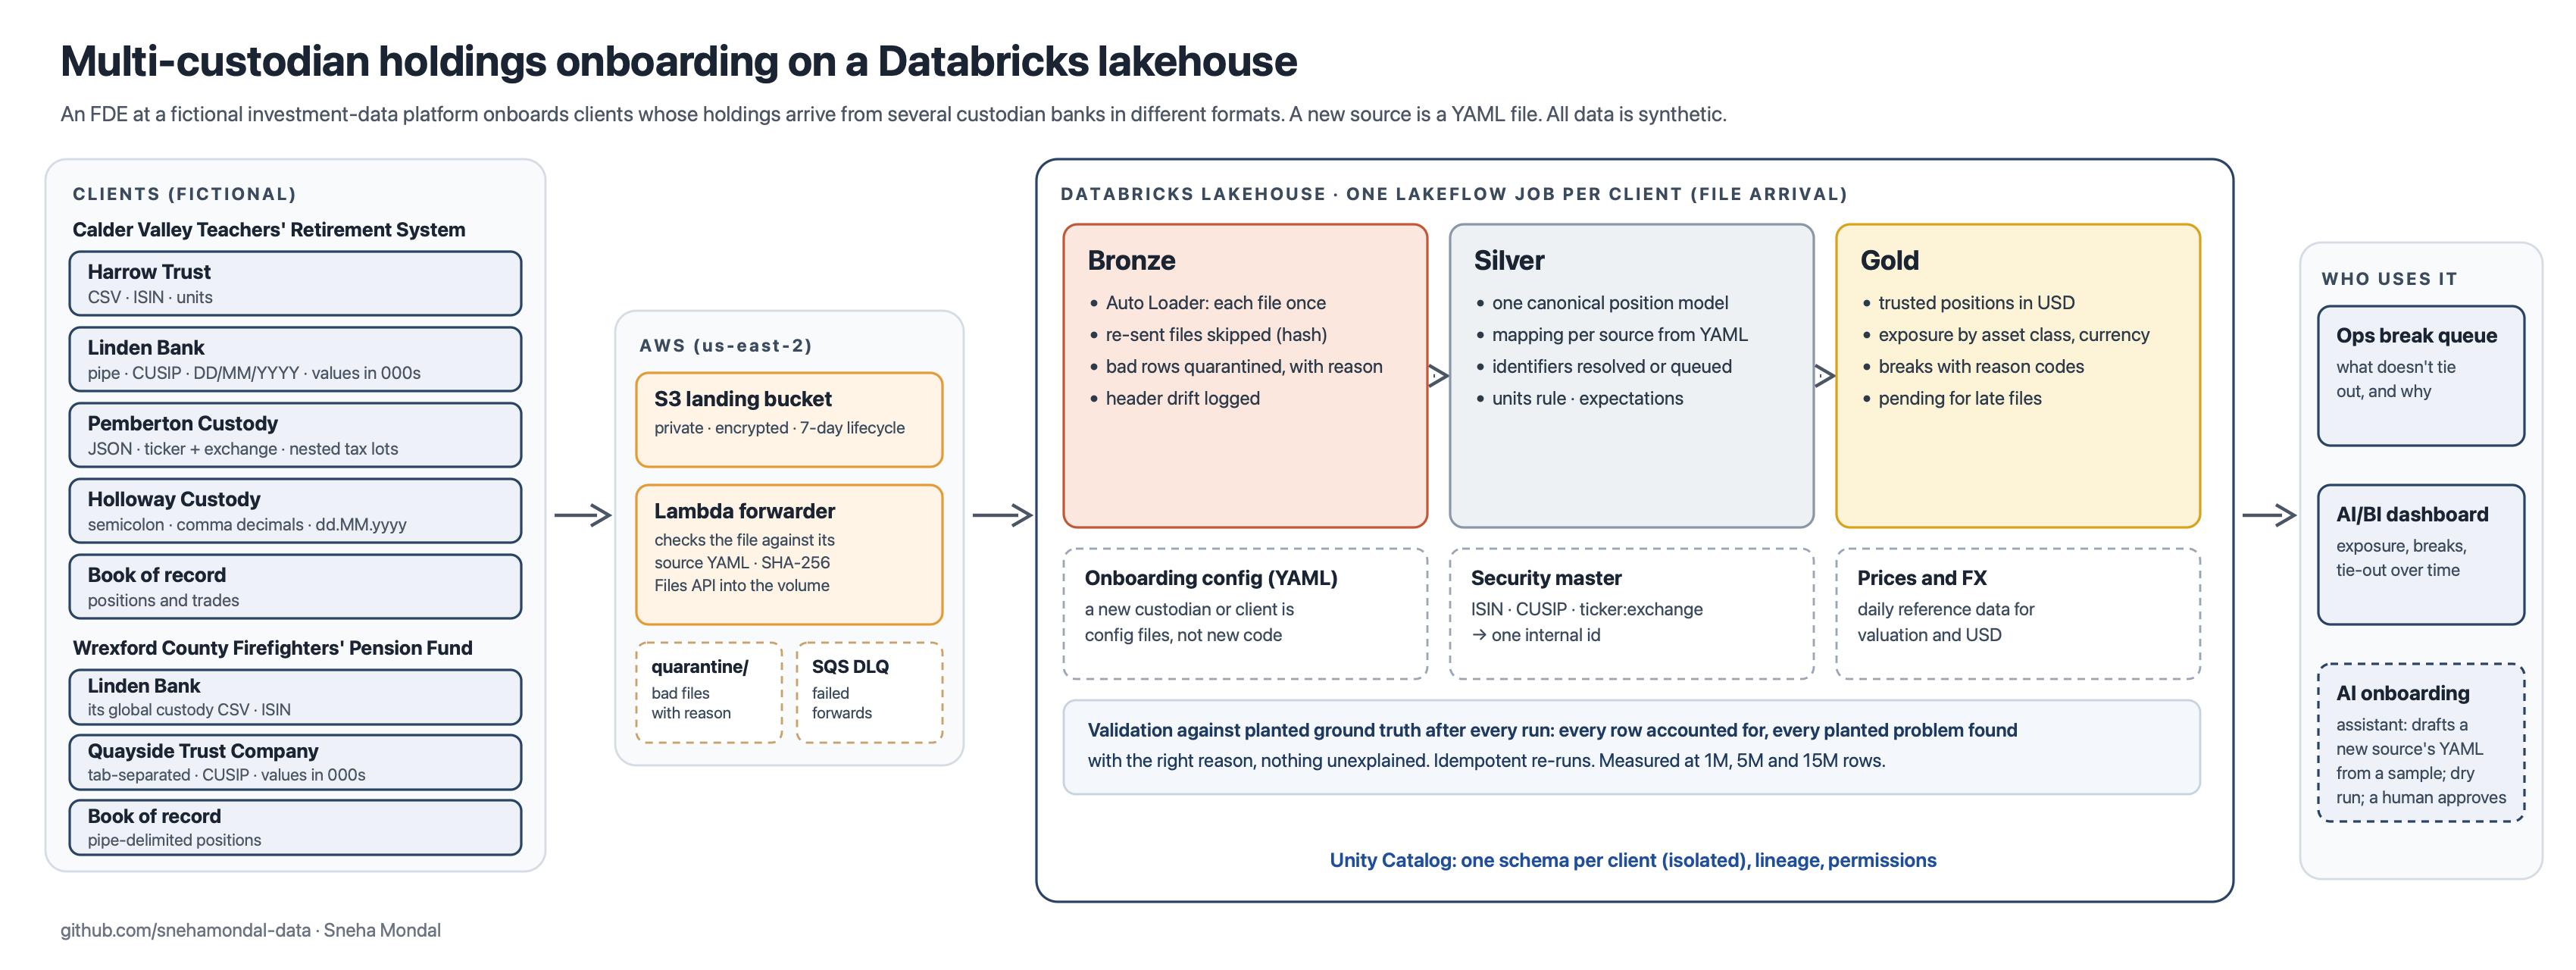 Multi-custodian holdings onboarding on a Databricks lakehouse
An FDE at a fictional investment-data platform onboards clients whose holdings arrive from several custodian banks in different formats. A new source is a YAML file. All data is synthetic.
CLIENTS (FICTIONAL)
Calder Valley Teachers' Retirement System
Harrow Trust
CSV · ISIN · units
Linden Bank
pipe · CUSIP · DD/MM/YYYY · values in 000s
Pemberton Custody
JSON · ticker + exchange · nested tax lots
Holloway Custody
semicolon · comma decimals · dd.MM.yyyy
Book of record
positions and trades
Wrexford County Firefighters' Pension Fund
Linden Bank
its global custody CSV · ISIN
Quayside Trust Company
tab-separated · CUSIP · values in 000s
Book of record
pipe-delimited positions
AWS (us-east-2)
S3 landing bucket
private · encrypted · 7-day lifecycle
Lambda forwarder
checks the file against its
source YAML · SHA-256
Files API into the volume
quarantine/
bad files
with reason
SQS DLQ
failed
forwards
DATABRICKS LAKEHOUSE · ONE LAKEFLOW JOB PER CLIENT (FILE ARRIVAL)
Bronze
• Auto Loader: each file once
• re-sent files skipped (hash)
• bad rows quarantined, with reason
• header drift logged
Silver
• one canonical position model
• mapping per source from YAML
• identifiers resolved or queued
• units rule · expectations
Gold
• trusted positions in USD
• exposure by asset class, currency
• breaks with reason codes
• pending for late files
Onboarding config (YAML)
a new custodian or client is
config files, not new code
Security master
ISIN · CUSIP · ticker:exchange
→ one internal id
Prices and FX
daily reference data for
valuation and USD
Validation against planted ground truth after every run: every row accounted for, every planted problem found
with the right reason, nothing unexplained. Idempotent re-runs. Measured at 1M, 5M and 15M rows.
Unity Catalog: one schema per client (isolated), lineage, permissions
WHO USES IT
Ops break queue
what doesn't tie
out, and why
AI/BI dashboard
exposure, breaks,
tie-out over time
AI onboarding
assistant: drafts a
new source's YAML
from a sample; dry
run; a human approves
github.com/snehamondal-data · Sneha Mondal